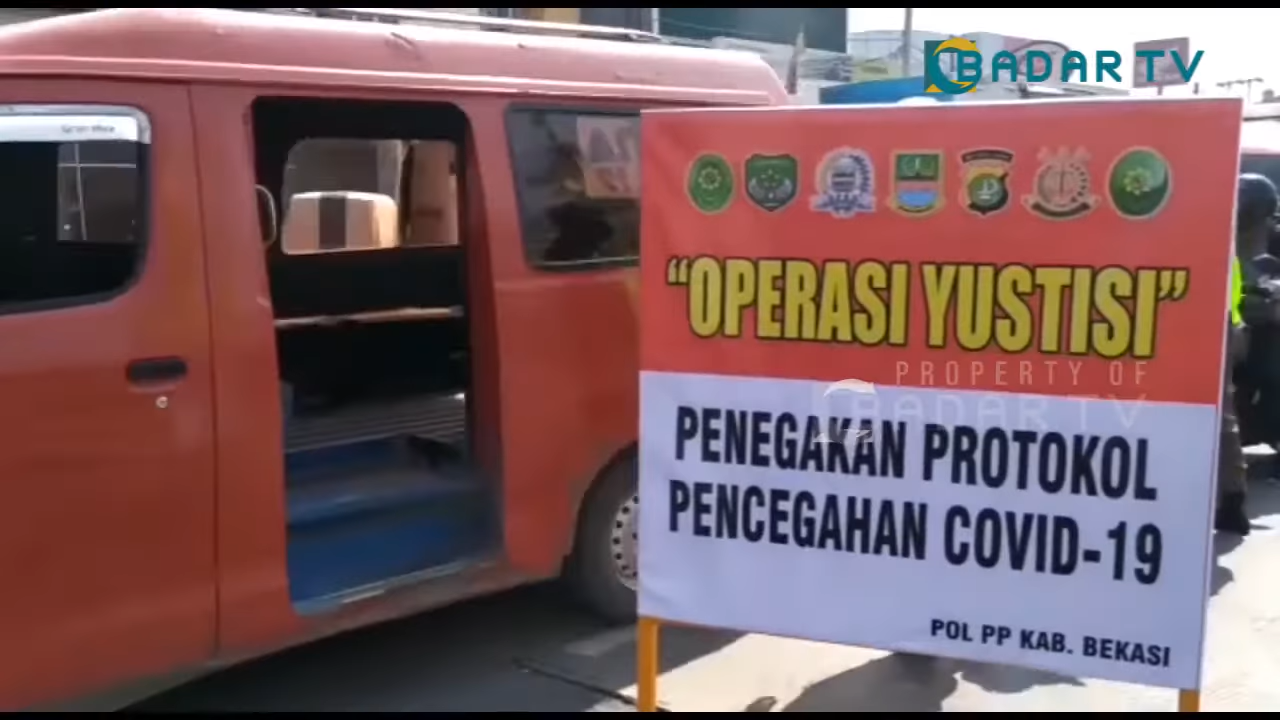 BADAR TV
"OPERASI YUSTISI"
PROPERTY OF
BADAR TV
PENEGAKAN PROTOKOL
PENCEGAHAN COVID-19
POL PP KAB. BEKASI